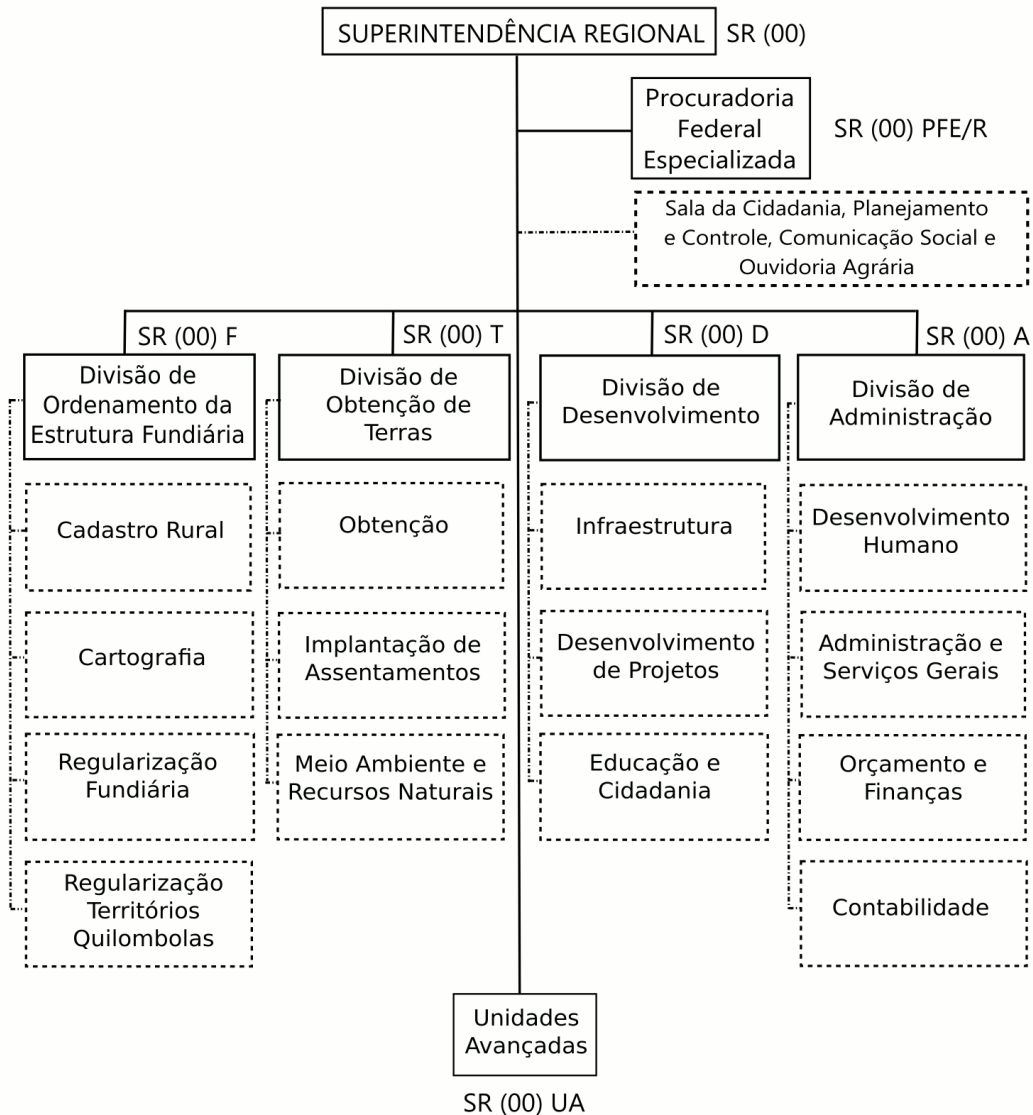 SUPERINTENDÊNCIA REGIONAL SR (00)
Procuradoria
Federal
Especializada
SR (00) PFE/R
Sala da Cidadania, Planejamento
e Controle, Comunicação Social e
Ouvidoria Agrária
SR (00) F
Divisão de
Ordenamento da
Estrutura Fundiária
Cadastro Rural
Cartografia
Regularização
Fundiária
Regularização
Territórios
Quilombolas
SR (00) T
Divisão de
Obtenção de
Terras
Obtenção
Implantação de
Assentamentos
Meio Ambiente e
Recursos Naturais
SR (00) D
Divisão de
Desenvolvimento
Infraestrutura
Desenvolvimento
de Projetos
Educação e
Cidadania
SR (00) A
Divisão de
Administração
Desenvolvimento
Humano
Administração e
Serviços Gerais
Orçamento e
Finanças
Contabilidade
Unidades
Avançadas
SR (00) UA